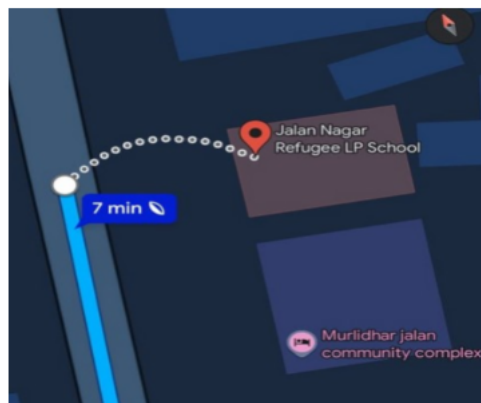 Jalan Nagar
Refugee LP School
7 min
Murlidhar jalan
community complex